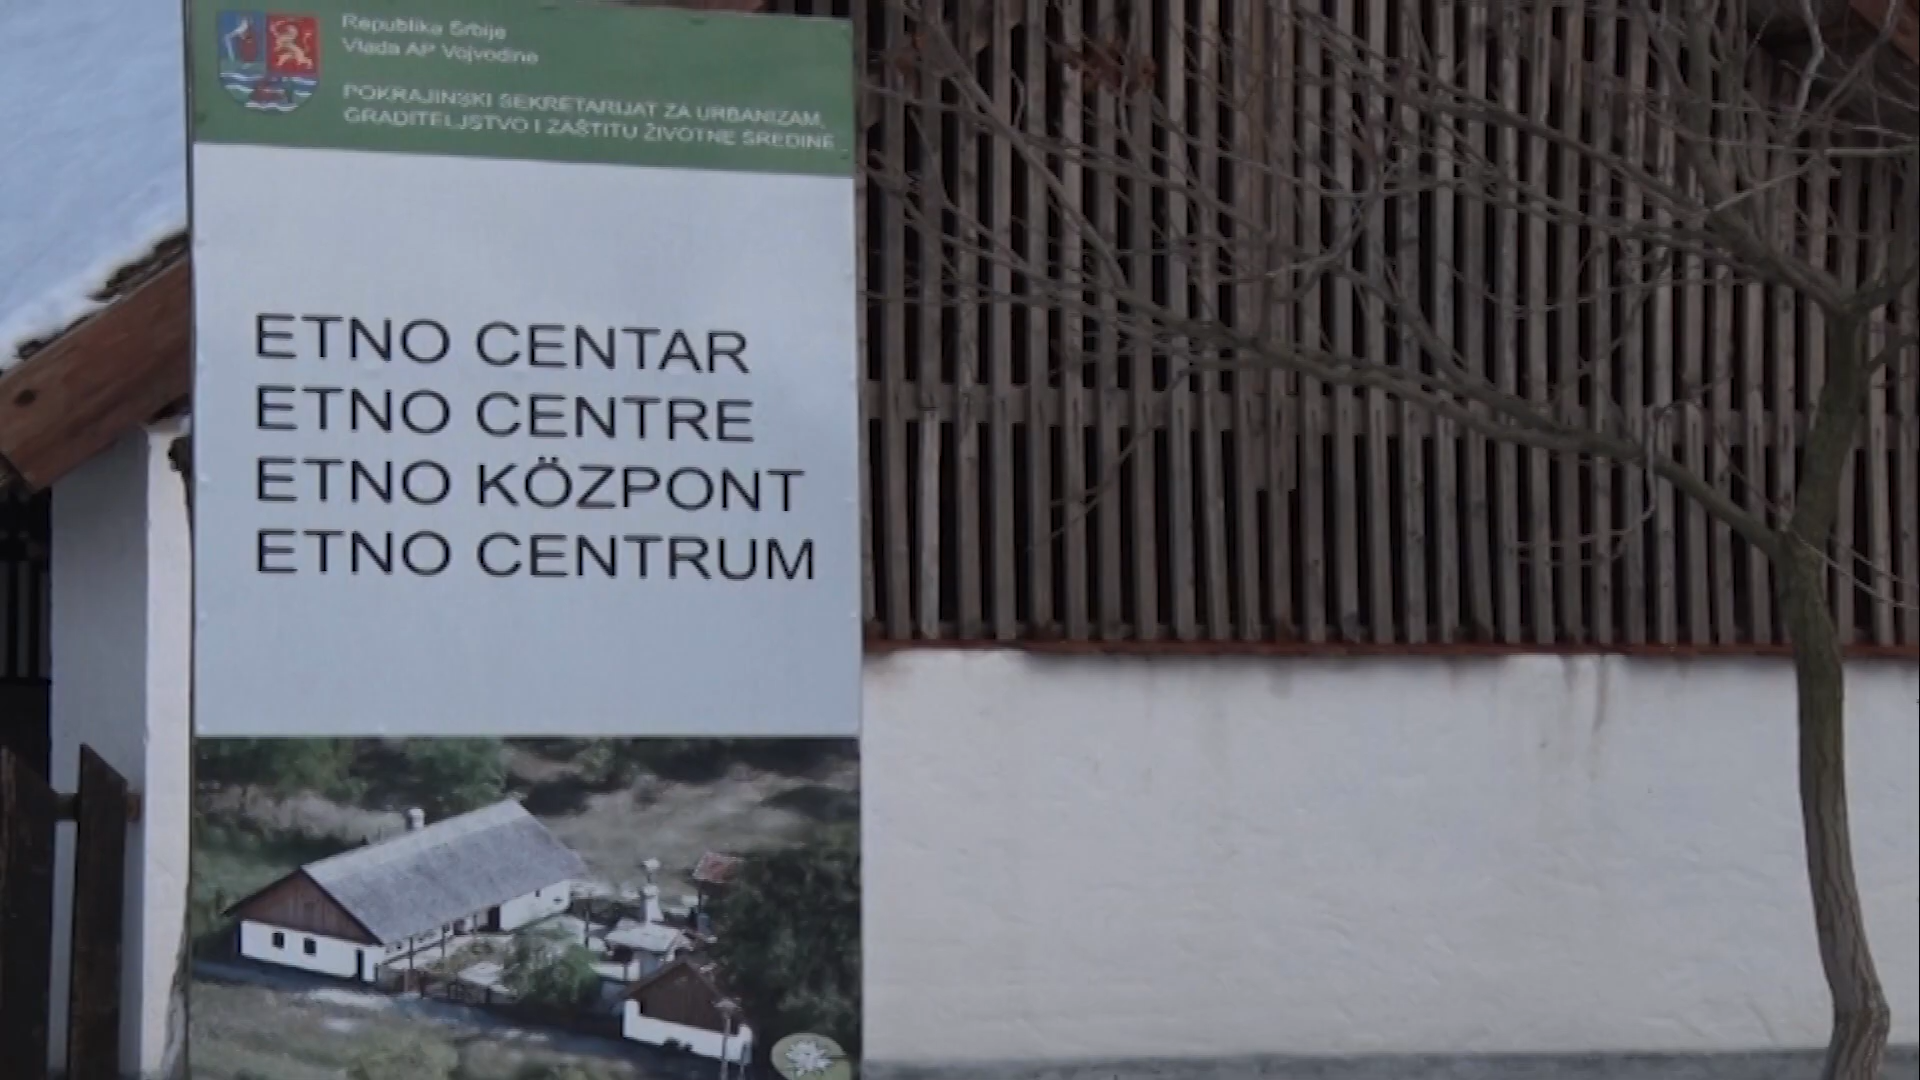 Republika Srbije
Vlada AP Vojvodine
POKRAJINSKI SEKRETARIJAT ZA URBANIZAM,
GRADITELJSTVO I ZAŠTITU ŽIVOTNE SREDINE
ETNO CENTAR
ETNO CENTRE
ETNO KÖZPONT
ETNO CENTRUM